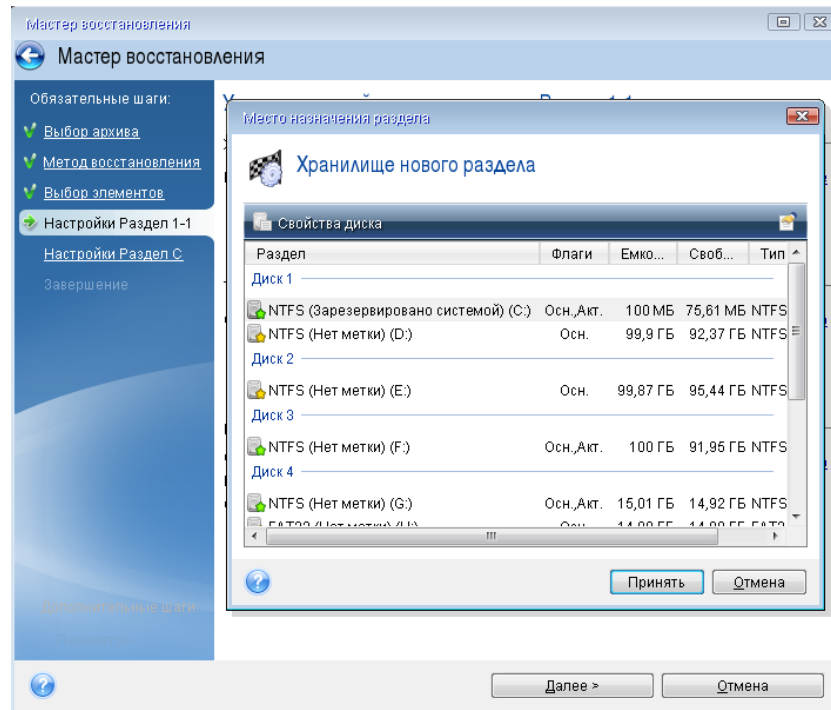 Мастер восстановления
Мастер восстановления
Обязательные шаги:
Выбор архива
Метод восстановления
Выбор элементов
Настройки Раздел 1-1
Настройки Раздел C
Завершение
Место назначения раздела
Хранилище нового раздела
Свойства диска
Раздел Флаги Емко... Своб... Тип
Диск 1
NTFS (Зарезервировано системой) (C:) Осн.,Акт. 100 МБ 75,61 МБ NTFS
NTFS (Нет метки) (D:) Осн. 99,9 ГБ 92,37 ГБ NTFS
Диск 2
NTFS (Нет метки) (E:) Осн. 99,87 ГБ 95,44 ГБ NTFS
Диск 3
NTFS (Нет метки) (F:) Осн.,Акт. 100 ГБ 91,95 ГБ NTFS
Диск 4
NTFS (Нет метки) (G:) Осн.,Акт. 15,01 ГБ 14,92 ГБ NTFS
Принять Отмена
шаги
Далее > Отмена